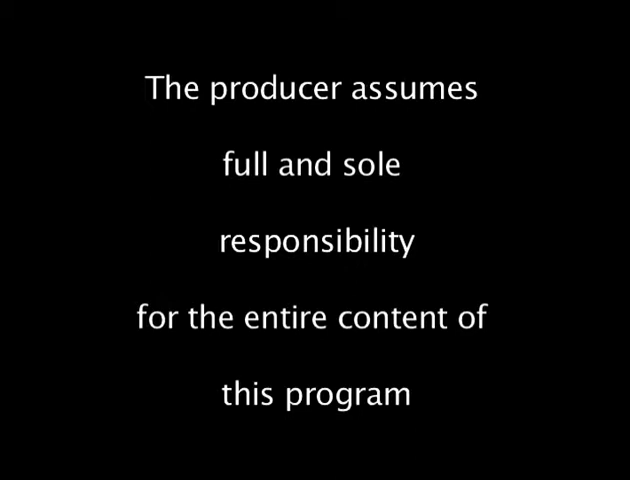 The producer assumes
full and sole
responsibility
for the entire content of
this program